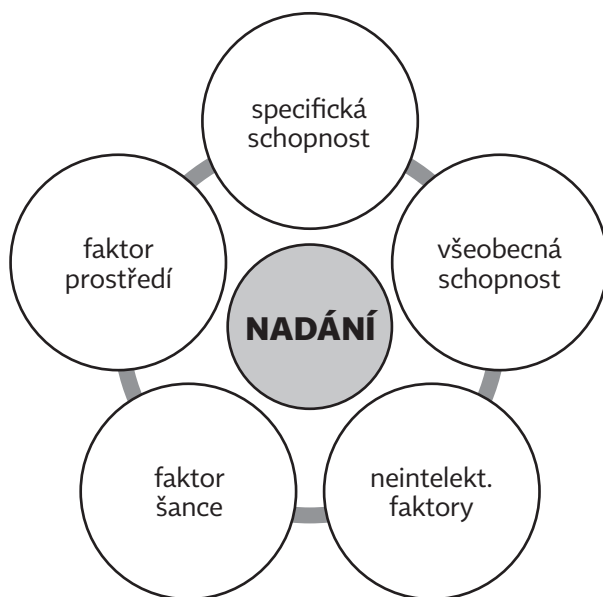 specifická
schopnost
faktor
prostředí
všeobecná
schopnost
NADÁNÍ
faktor
šance
neintelekt.
faktory